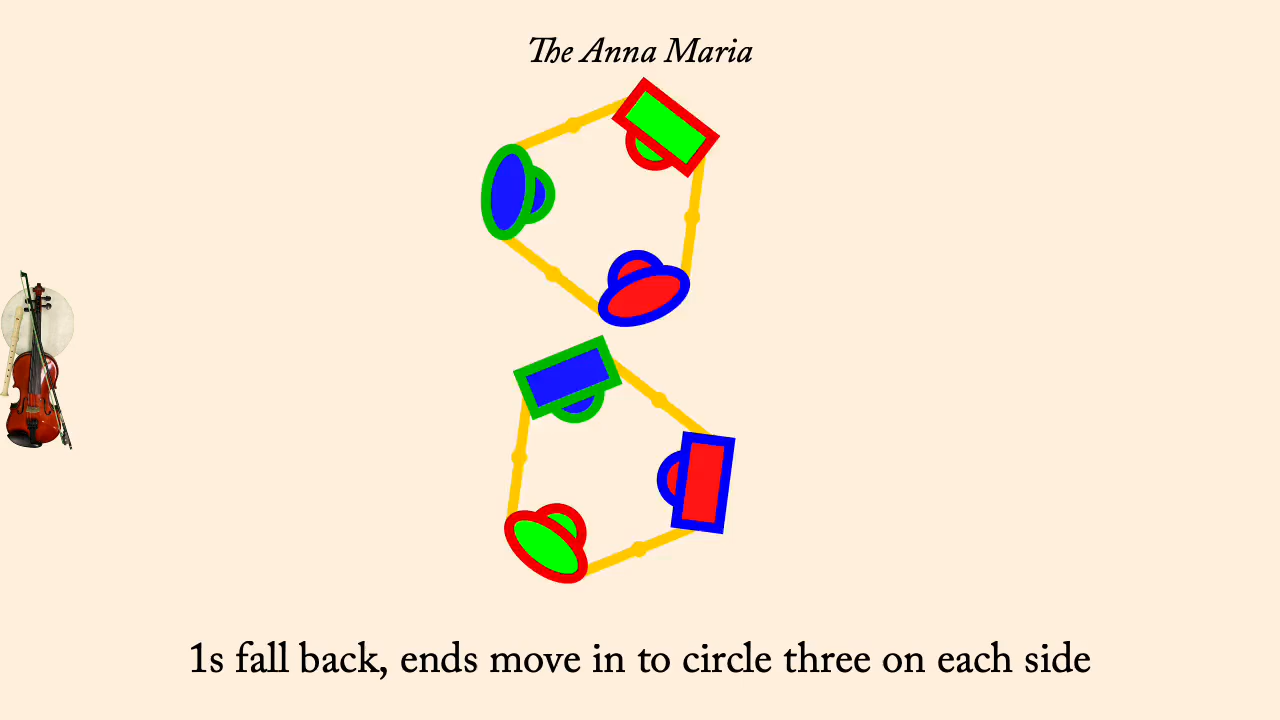 The Anna Maria
1s fall back, ends move in to circle three on each side